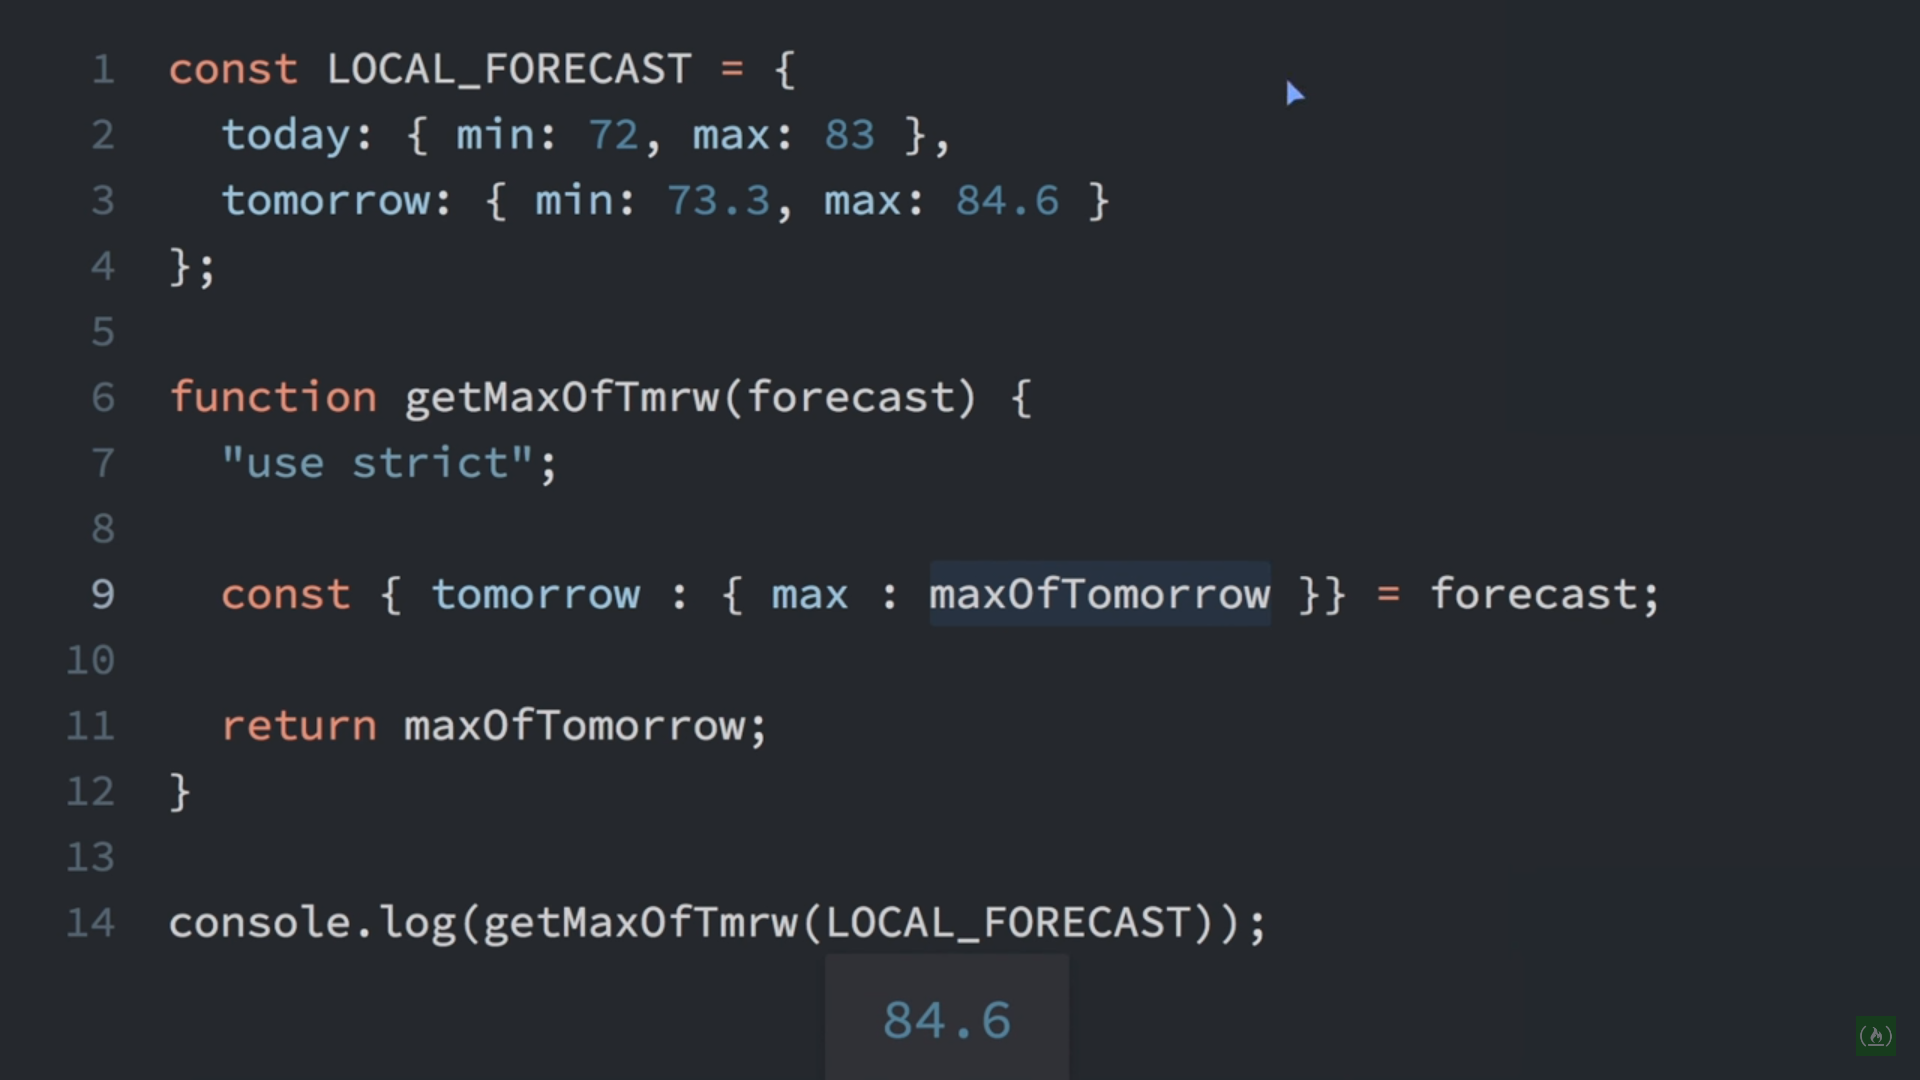 1 const LOCAL_FORECAST = {
2 today: { min: 72, max: 83 },
3 tomorrow: { min: 73.3, max: 84.6 }
4 };
5
6 function getMaxOfTmrw(forecast) {
7 "use strict";
8
9 const { tomorrow : { max : maxOfTomorrow }} = forecast;
10
11 return maxOfTomorrow;
12 }
13
14 console.log(getMaxOfTmrw(LOCAL_FORECAST));
84.6